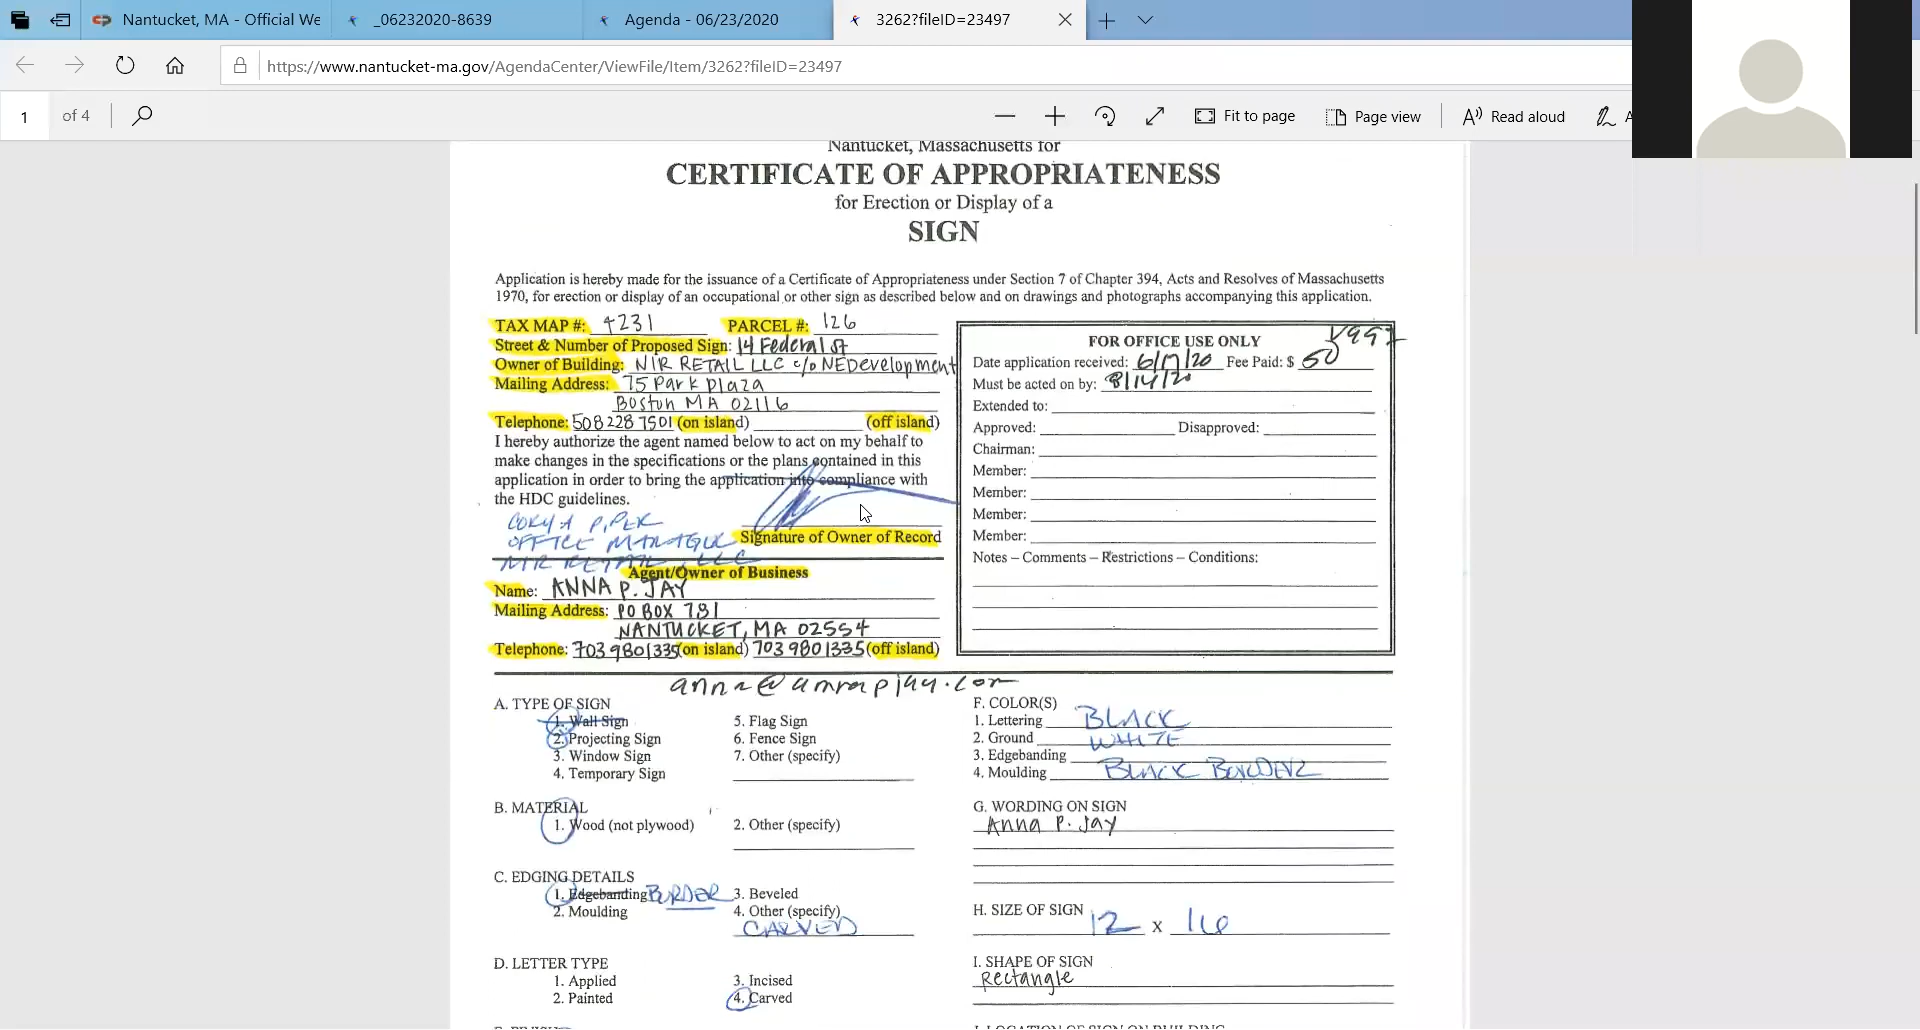 Nantucket, MA - Official We
_06232020-8639
Agenda - 06/23/2020
3262?fileID=23497
https://www.nantucket-ma.gov/AgendaCenter/ViewFile/Item/3262?fileID=23497
1 of 4
Fit to page
Page view
Read aloud
Nantucket, Massachusetts for
CERTIFICATE OF APPROPRIATENESS
for Erection or Display of a
SIGN
Application is hereby made for the issuance of a Certificate of Appropriateness under Section 7 of Chapter 394, Acts and Resolves of Massachusetts
1970, for erection or display of an occupational or other sign as described below and on drawings and photographs accompanying this application.
TAX MAP #: 4231 PARCEL #: 126
Street & Number of Proposed Sign: 14 Federal St
Owner of Building: NIR RETAIL LLC c/o NEDevelopment
Mailing Address: 75 Park Plaza
Boston MA 02116
Telephone: 508 228 7501 (on island) (off island)
I hereby authorize the agent named below to act on my behalf to
make changes in the specifications or the plans contained in this
application in order to bring the application into compliance with
the HDC guidelines.
OFFICE MANAGER
Signature of Owner of Record
NIR RETAIL, LLC
Agent/Owner of Business
Name: ANNA P. JAY
Mailing Address: PO BOX 781
NANTUCKET, MA 02554
Telephone: 703 980 1335 (on island) 703 980 1335 (off island)
anna@annapjay.com
FOR OFFICE USE ONLY
Date application received: 6/17/20 Fee Paid: $ 50
Must be acted on by: 8/14/20
Extended to:
Approved: Disapproved:
Chairman:
Member:
Member:
Member:
Member:
Notes – Comments – Restrictions – Conditions:
A. TYPE OF SIGN
1. Wall Sign
2. Projecting Sign
3. Window Sign
4. Temporary Sign
5. Flag Sign
6. Fence Sign
7. Other (specify)
B. MATERIAL
1. Wood (not plywood)
2. Other (specify)
C. EDGING DETAILS
1. Edgebanding BORDER
2. Moulding
3. Beveled
4. Other (specify)
CARVED
D. LETTER TYPE
1. Applied
2. Painted
3. Incised
4. Carved
F. COLOR(S)
1. Lettering BLACK
2. Ground WHITE
3. Edgebanding
4. Moulding BLACK BORDER
G. WORDING ON SIGN
Anna P. Jay
H. SIZE OF SIGN
12 x 16
I. SHAPE OF SIGN
Rectangle